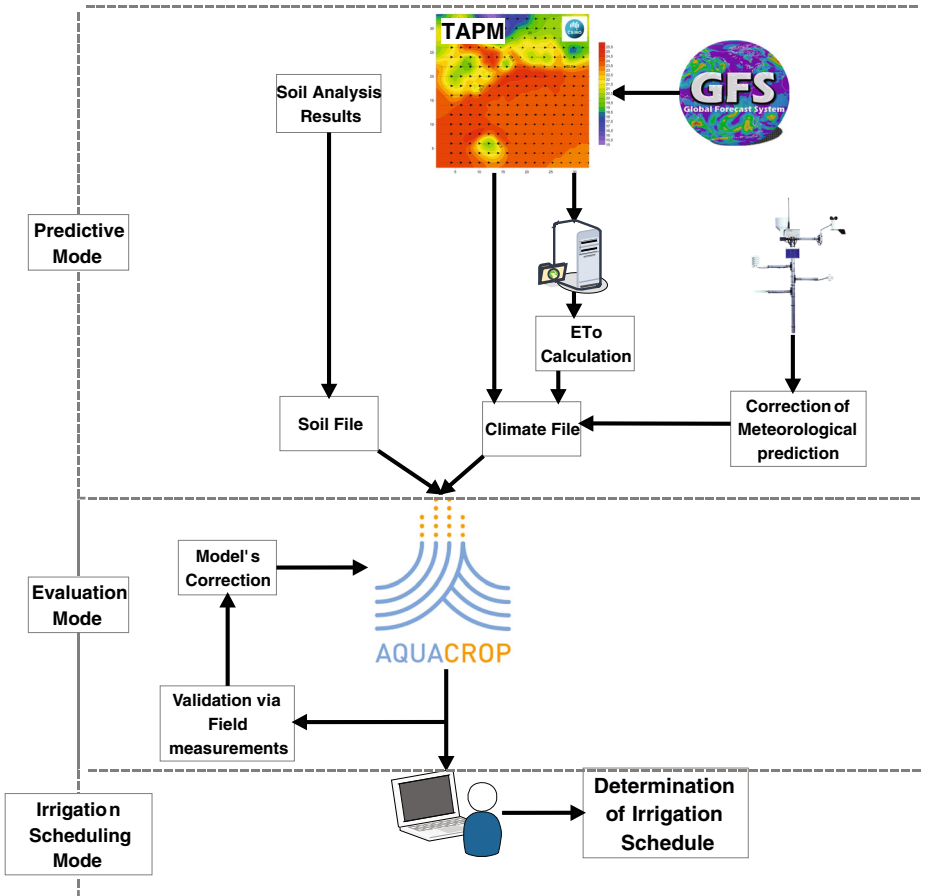 TAPM
CSIRO
GFS
Global Forecast System
Soil Analysis
Results
Predictive
Mode
ETo
Calculation
Soil File
Climate File
Correction of
Meteorological
prediction
Model's
Correction
Evaluation
Mode
AQUACROP
Validation via
Field
measurements
Irrigation
Scheduling
Mode
Determination
of Irrigation
Schedule